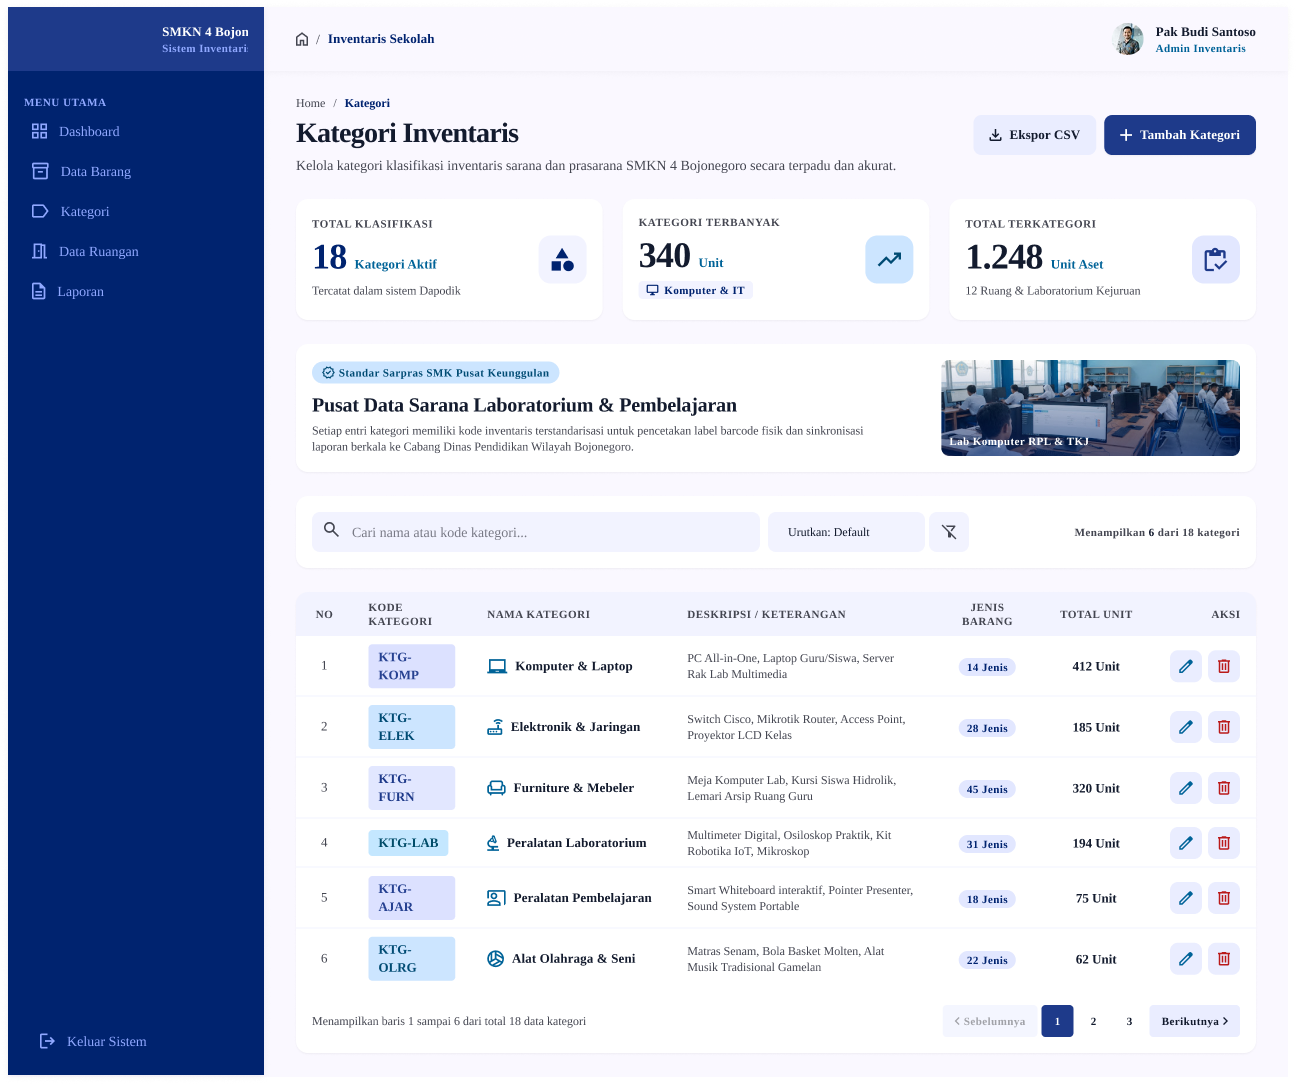 SMKN 4 Bojon
Sistem Inventari
MENU UTAMA
Dashboard
Data Barang
Kategori
Data Ruangan
Laporan
Keluar Sistem
/ Inventaris Sekolah
Pak Budi Santoso
Admin Inventaris
Home / Kategori
Kategori Inventaris
Kelola kategori klasifikasi inventaris sarana dan prasarana SMKN 4 Bojonegoro secara terpadu dan akurat.
Ekspor CSV
Tambah Kategori
TOTAL KLASIFIKASI
18 Kategori Aktif
Tercatat dalam sistem Dapodik
KATEGORI TERBANYAK
340 Unit
Komputer & IT
TOTAL TERKATEGORI
1.248 Unit Aset
12 Ruang & Laboratorium Kejuruan
Standar Sarpras SMK Pusat Keunggulan
Pusat Data Sarana Laboratorium & Pembelajaran
Setiap entri kategori memiliki kode inventaris terstandarisasi untuk pencetakan label barcode fisik dan sinkronisasi
laporan berkala ke Cabang Dinas Pendidikan Wilayah Bojonegoro.
Lab Komputer RPL & TKJ
Cari nama atau kode kategori...
Urutkan: Default
Menampilkan 6 dari 18 kategori
NO KODE KATEGORI NAMA KATEGORI DESKRIPSI / KETERANGAN JENIS BARANG TOTAL UNIT AKSI
1 KTG-KOMP Komputer & Laptop PC All-in-One, Laptop Guru/Siswa, Server Rak Lab Multimedia 14 Jenis 412 Unit
2 KTG-ELEK Elektronik & Jaringan Switch Cisco, Mikrotik Router, Access Point, Proyektor LCD Kelas 28 Jenis 185 Unit
3 KTG-FURN Furniture & Mebeler Meja Komputer Lab, Kursi Siswa Hidrolik, Lemari Arsip Ruang Guru 45 Jenis 320 Unit
4 KTG-LAB Peralatan Laboratorium Multimeter Digital, Osiloskop Praktik, Kit Robotika IoT, Mikroskop 31 Jenis 194 Unit
5 KTG-AJAR Peralatan Pembelajaran Smart Whiteboard interaktif, Pointer Presenter, Sound System Portable 18 Jenis 75 Unit
6 KTG-OLRG Alat Olahraga & Seni Matras Senam, Bola Basket Molten, Alat Musik Tradisional Gamelan 22 Jenis 62 Unit
Menampilkan baris 1 sampai 6 dari total 18 data kategori
Sebelumnya 1 2 3 Berikutnya